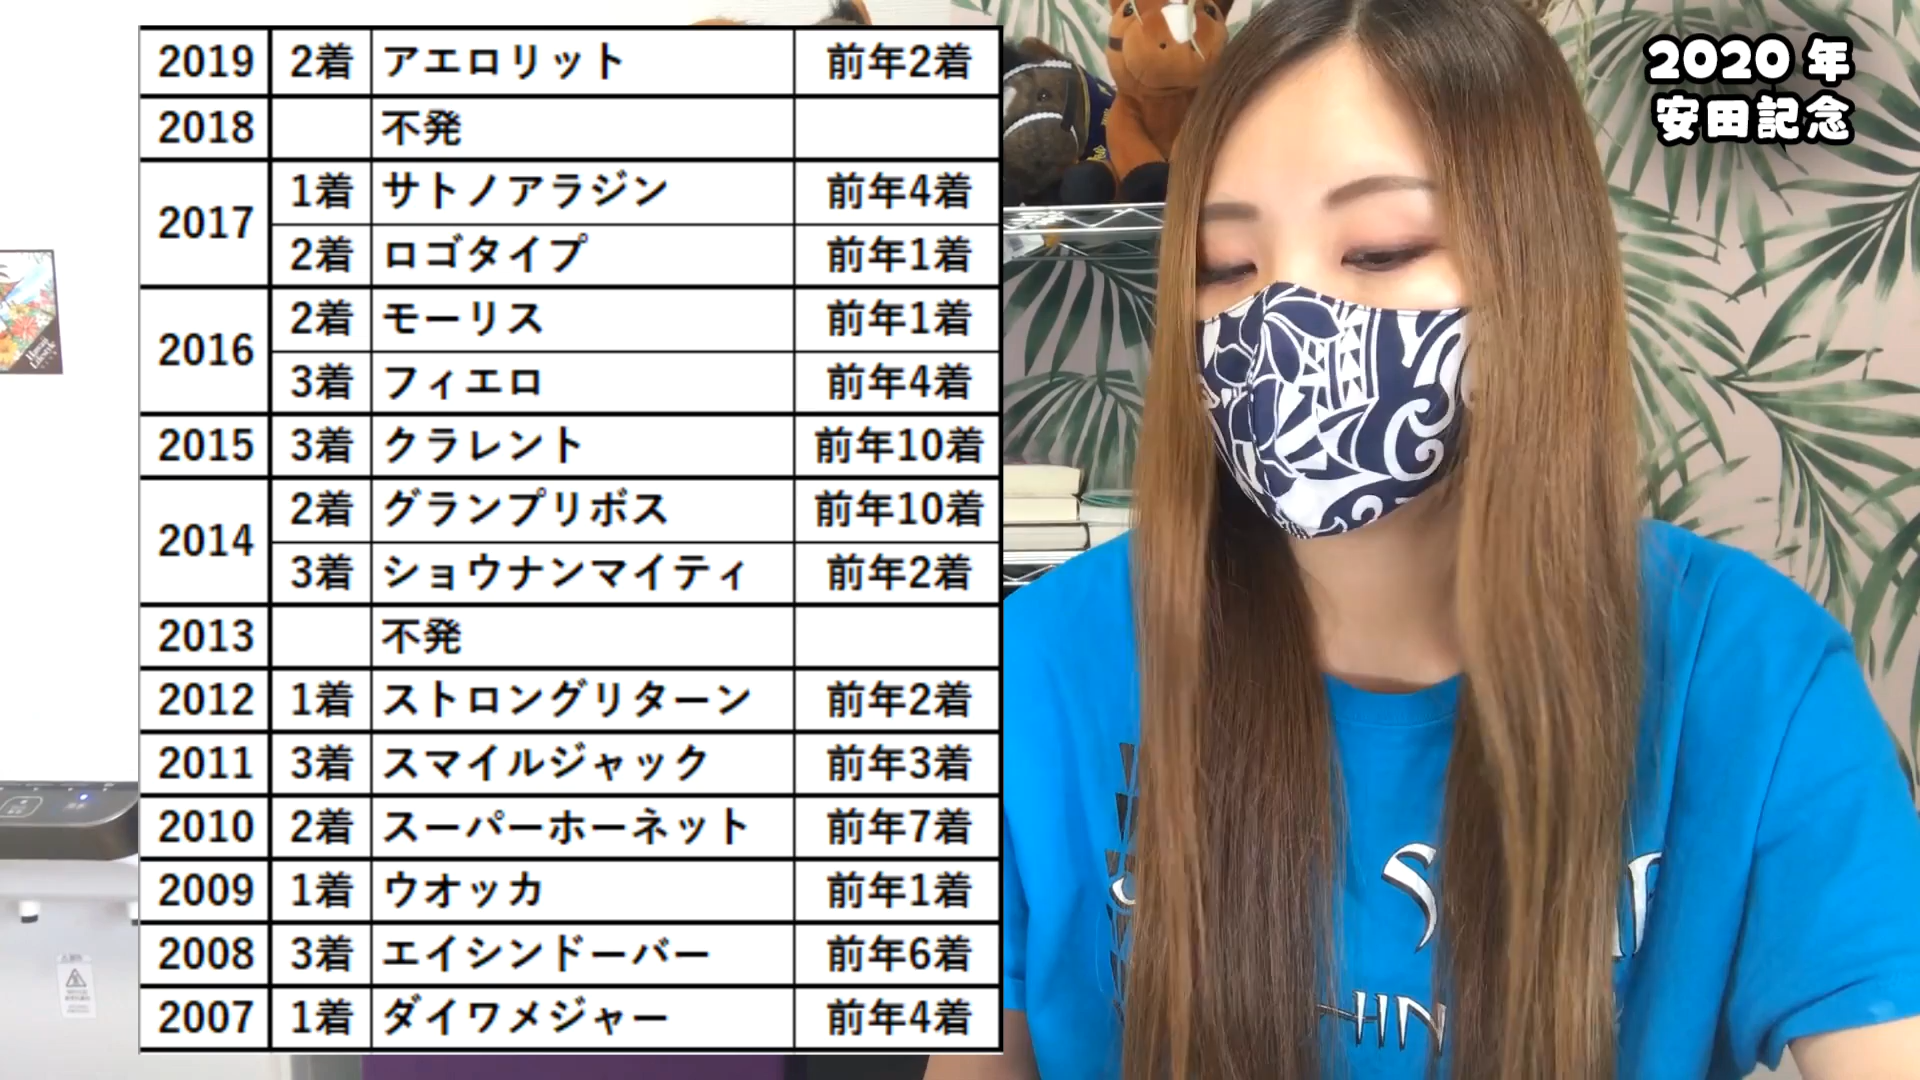 2019 2着 アエロリット 前年2着
2018 不発
2017 1着 サトノアラジン 前年4着
2着 ロゴタイプ 前年1着
2016 2着 モーリス 前年1着
3着 フィエロ 前年4着
2015 3着 クラレント 前年10着
2014 2着 グランプリボス 前年10着
3着 ショウナンマイティ 前年2着
2013 不発
2012 1着 ストロングリターン 前年2着
2011 3着 スマイルジャック 前年3着
2010 2着 スーパーホーネット 前年7着
2009 1着 ウオッカ 前年1着
2008 3着 エイシンドーバー 前年6着
2007 1着 ダイワメジャー 前年4着
2020 年
安田記念